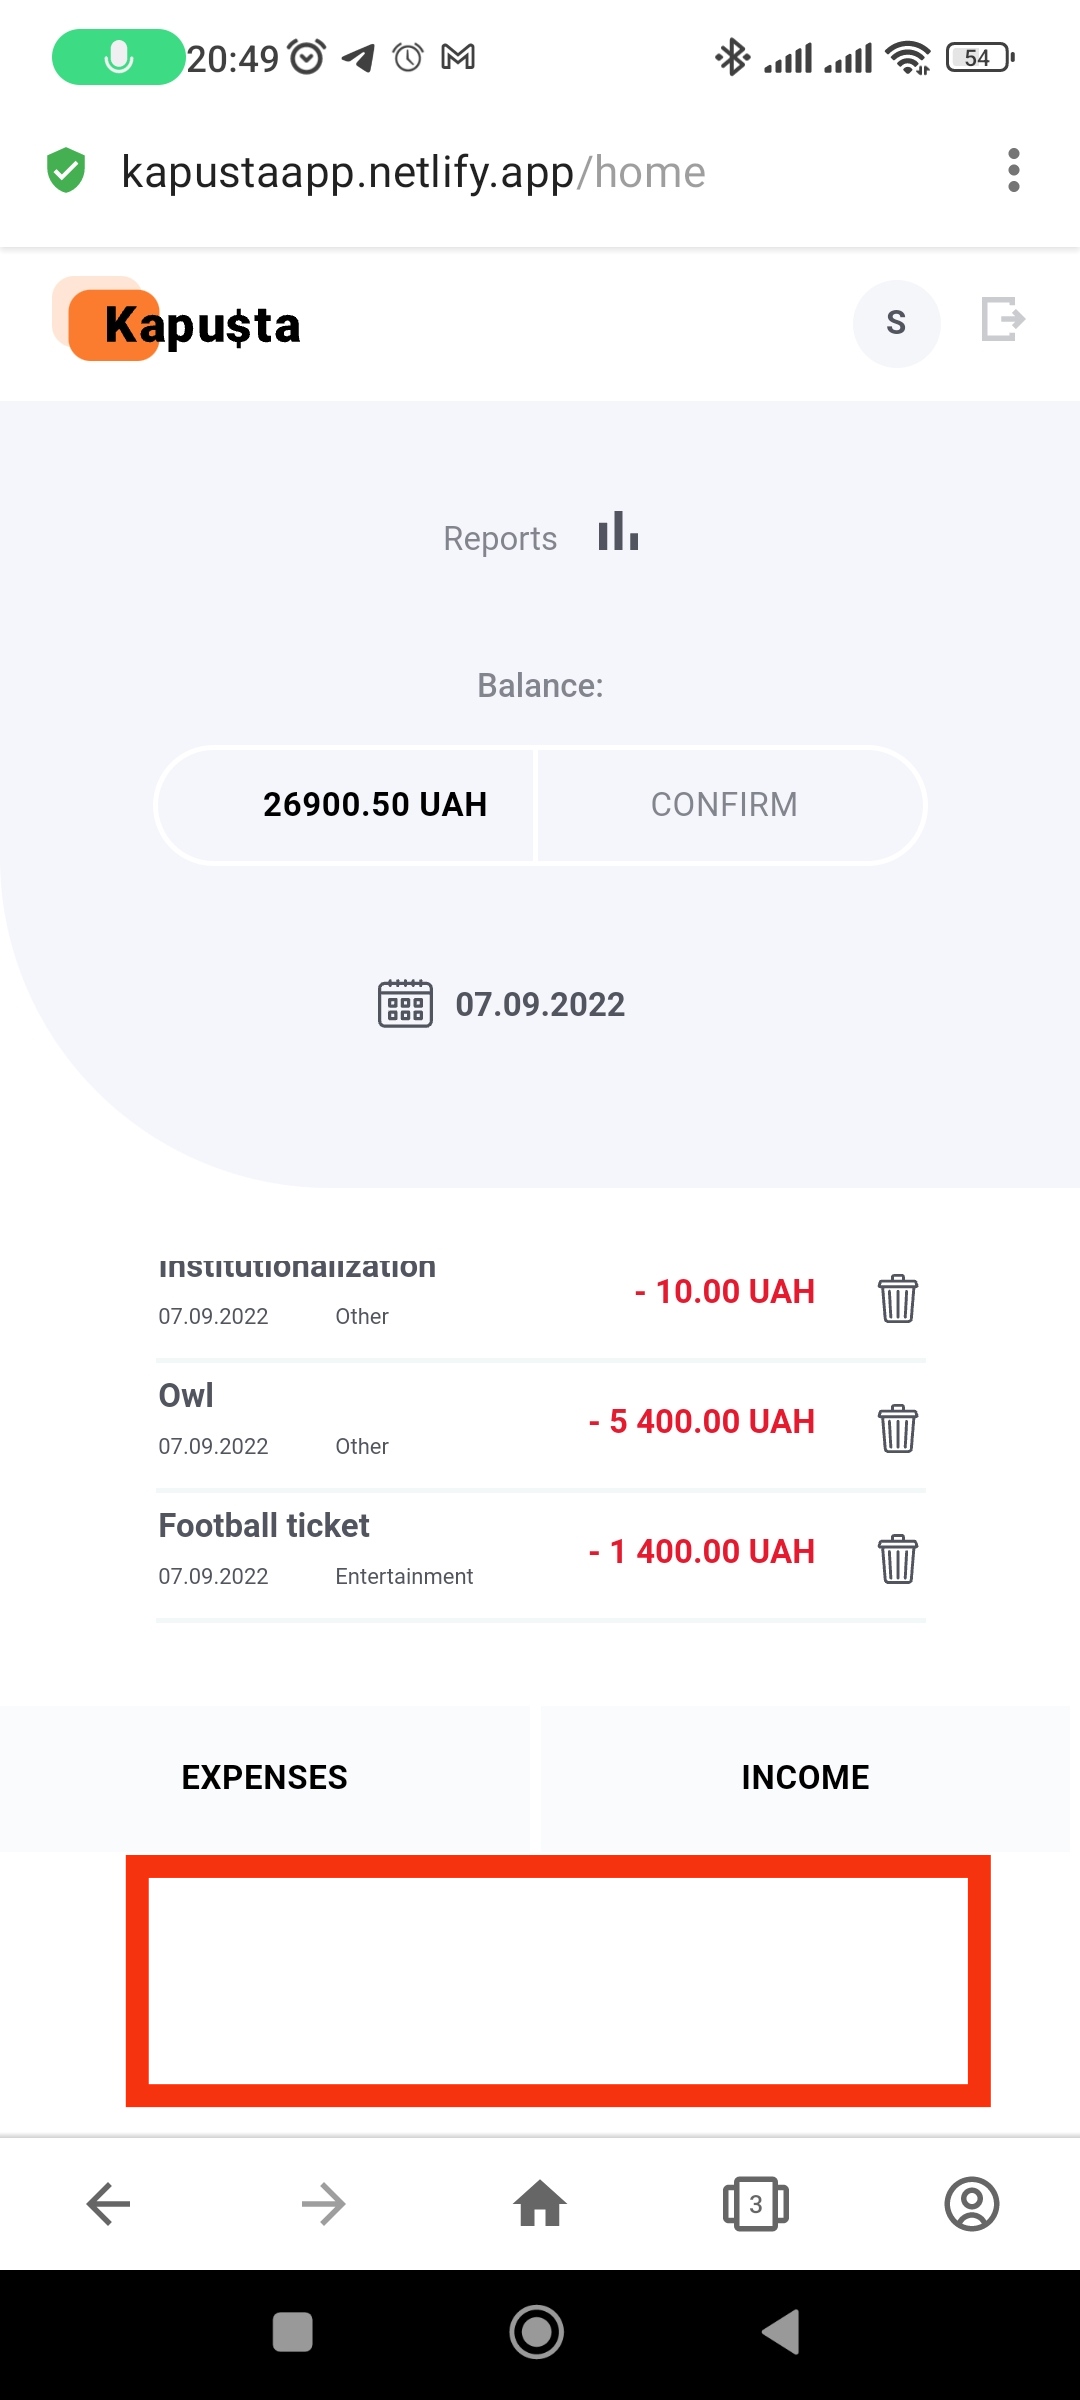 20:49
54
kapustaapp.netlify.app/home
Kapu$ta
S
Reports
Balance:
26900.50 UAH
CONFIRM
07.09.2022
Institutionalization
- 10.00 UAH
07.09.2022 Other
Owl
- 5 400.00 UAH
07.09.2022 Other
Football ticket
- 1 400.00 UAH
07.09.2022 Entertainment
EXPENSES
INCOME
3